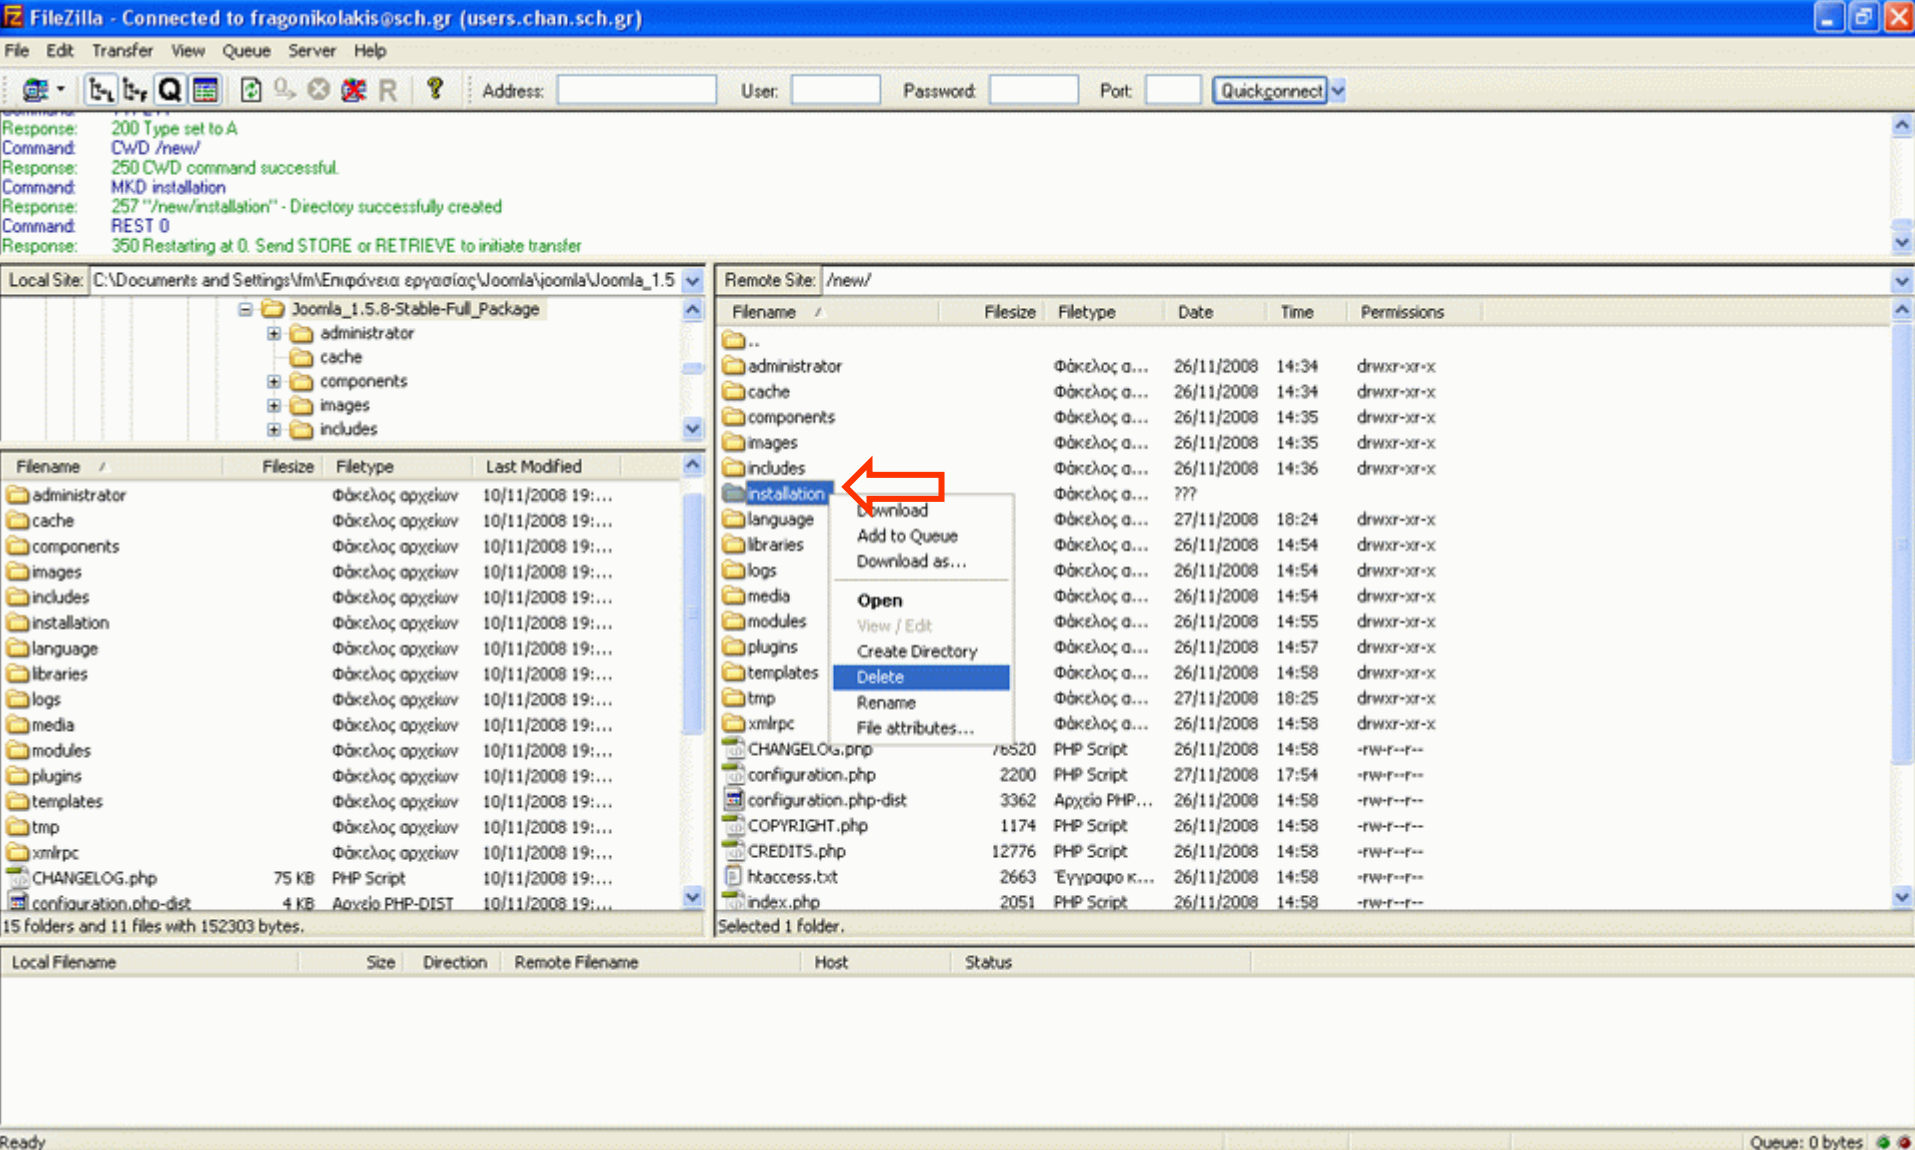 FileZilla - Connected to fragonikolakis@sch.gr (users.chan.sch.gr)
File Edit Transfer View Queue Server Help
Address: User: Password: Port: Quickconnect
Response: 200 Type set to A
Command: CWD /new/
Response: 250 CWD command successful.
Command: MKD installation
Response: 257 "/new/installation" - Directory successfully created
Command: REST 0
Response: 350 Restarting at 0. Send STORE or RETRIEVE to initiate transfer
Local Site: C:\Documents and Settings\fm\Επιφάνεια εργασίας\Joomla\joomla\Joomla_1.5
Joomla_1.5.8-Stable-Full_Package
administrator
cache
components
images
includes
Filename Filesize Filetype Last Modified
administrator Φάκελος αρχείων 10/11/2008 19:...
cache Φάκελος αρχείων 10/11/2008 19:...
components Φάκελος αρχείων 10/11/2008 19:...
images Φάκελος αρχείων 10/11/2008 19:...
includes Φάκελος αρχείων 10/11/2008 19:...
installation Φάκελος αρχείων 10/11/2008 19:...
language Φάκελος αρχείων 10/11/2008 19:...
libraries Φάκελος αρχείων 10/11/2008 19:...
logs Φάκελος αρχείων 10/11/2008 19:...
media Φάκελος αρχείων 10/11/2008 19:...
modules Φάκελος αρχείων 10/11/2008 19:...
plugins Φάκελος αρχείων 10/11/2008 19:...
templates Φάκελος αρχείων 10/11/2008 19:...
tmp Φάκελος αρχείων 10/11/2008 19:...
xmlrpc Φάκελος αρχείων 10/11/2008 19:...
CHANGELOG.php 75 KB PHP Script 10/11/2008 19:...
configuration.php-dist 4 KB Αρχείο PHP-DIST 10/11/2008 19:...
15 folders and 11 files with 152303 bytes.
Remote Site: /new/
Filename Filesize Filetype Date Time Permissions
..
administrator Φάκελος α... 26/11/2008 14:34 drwxr-xr-x
cache Φάκελος α... 26/11/2008 14:34 drwxr-xr-x
components Φάκελος α... 26/11/2008 14:35 drwxr-xr-x
images Φάκελος α... 26/11/2008 14:35 drwxr-xr-x
includes Φάκελος α... 26/11/2008 14:36 drwxr-xr-x
installation Φάκελος α... ???
language Φάκελος α... 27/11/2008 18:24 drwxr-xr-x
libraries Φάκελος α... 26/11/2008 14:54 drwxr-xr-x
logs Φάκελος α... 26/11/2008 14:54 drwxr-xr-x
media Φάκελος α... 26/11/2008 14:54 drwxr-xr-x
modules Φάκελος α... 26/11/2008 14:55 drwxr-xr-x
plugins Φάκελος α... 26/11/2008 14:57 drwxr-xr-x
templates Φάκελος α... 26/11/2008 14:58 drwxr-xr-x
tmp Φάκελος α... 27/11/2008 18:25 drwxr-xr-x
xmlrpc Φάκελος α... 26/11/2008 14:58 drwxr-xr-x
CHANGELOG.php 76520 PHP Script 26/11/2008 14:58 -rw-r--r--
configuration.php 2200 PHP Script 27/11/2008 17:54 -rw-r--r--
configuration.php-dist 3362 Αρχείο PHP... 26/11/2008 14:58 -rw-r--r--
COPYRIGHT.php 1174 PHP Script 26/11/2008 14:58 -rw-r--r--
CREDITS.php 12776 PHP Script 26/11/2008 14:58 -rw-r--r--
htaccess.txt 2663 Έγγραφο κ... 26/11/2008 14:58 -rw-r--r--
index.php 2051 PHP Script 26/11/2008 14:58 -rw-r--r--
Selected 1 folder.
Download
Add to Queue
Download as...
Open
View / Edit
Create Directory
Delete
Rename
File attributes...
Local Filename Size Direction Remote Filename Host Status
Ready Queue: 0 bytes